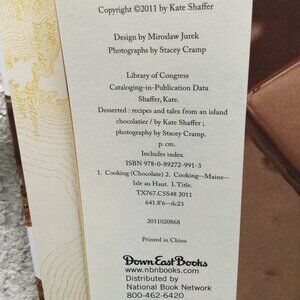 Copyright ©2011 by Kate Shaffer
Design by Miroslaw Jurek
Photographs by Stacey Cramp
Library of Congress
Cataloging-in-Publication Data
Shaffer, Kate.
Desserted : recipes and tales from an island
chocolatier / by Kate Shaffer ;
photography by Stacey Cramp.
p. cm.
Includes index.
ISBN 978-0-89272-991-3
1. Cooking (Chocolate) 2. Cooking--Maine--
Isle au Haut. I. Title.
TX767.C5S48 2011
641.8'6--dc23
2011020868
Printed in China
Down East Books
www.nbnbooks.com
Distributed by
National Book Network
800-462-6420